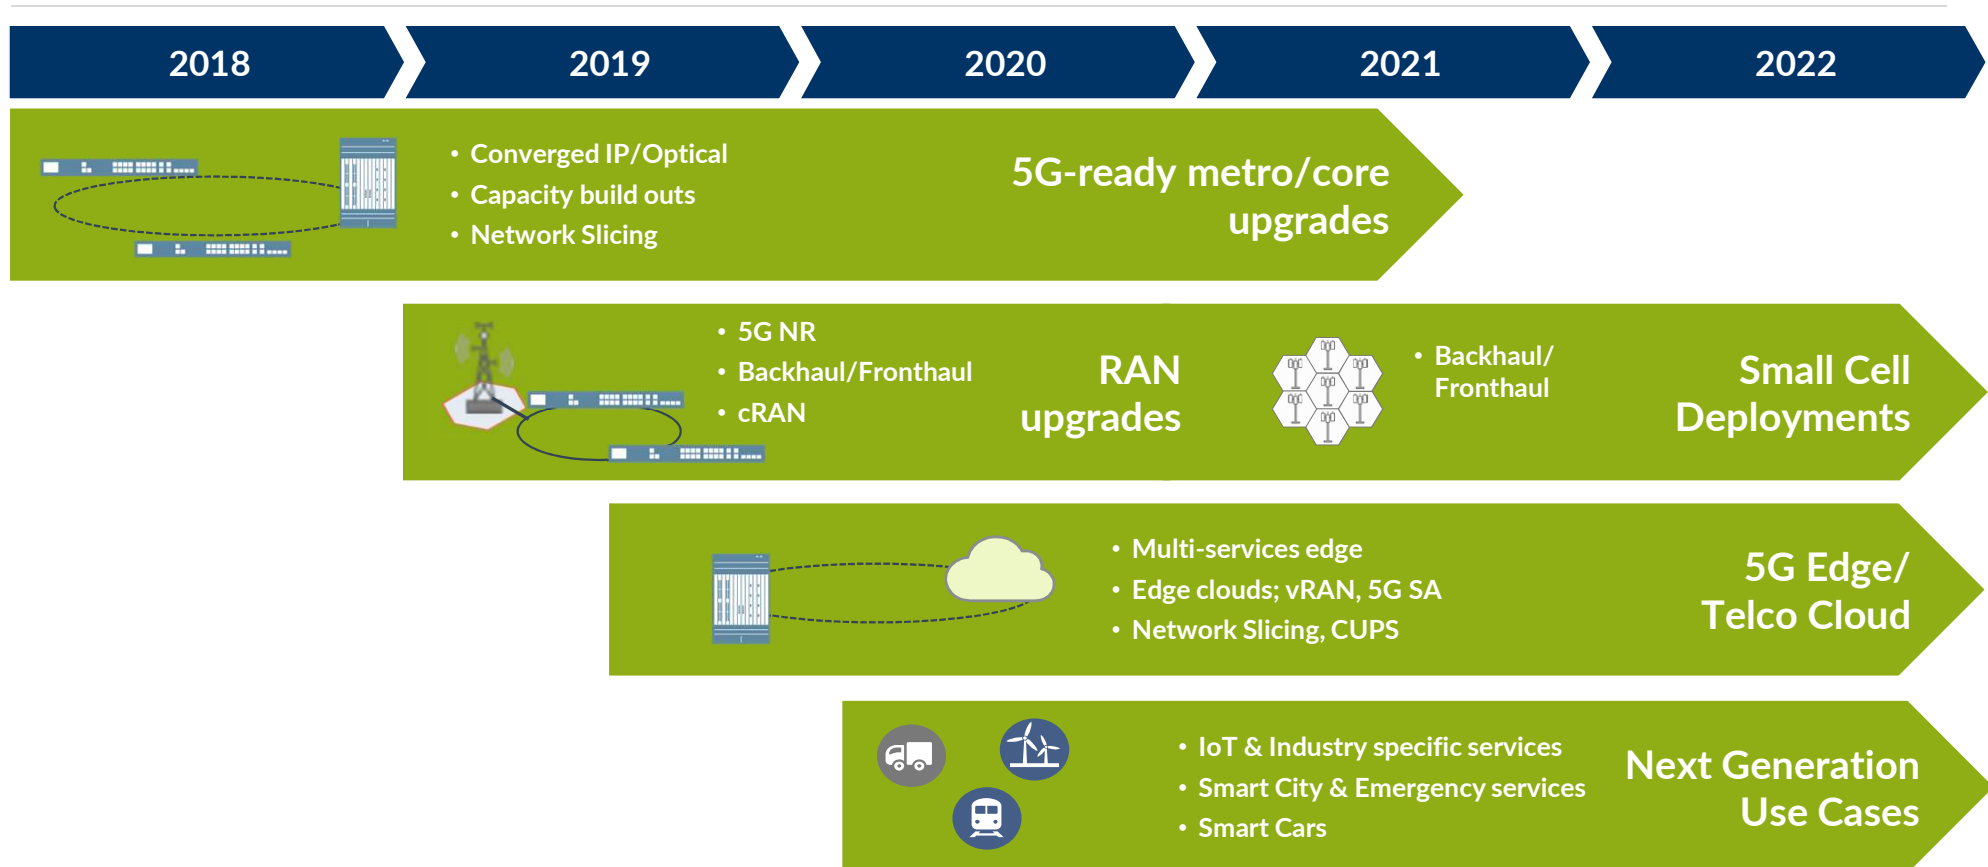 2018
2019
2020
2021
2022
• Converged IP/Optical
• Capacity build outs
• Network Slicing
5G-ready metro/core
upgrades
• 5G NR
• Backhaul/Fronthaul
• cRAN
RAN
upgrades
• Backhaul/
Fronthaul
Small Cell
Deployments
• Multi-services edge
• Edge clouds; vRAN, 5G SA
• Network Slicing, CUPS
5G Edge/
Telco Cloud
• IoT & Industry specific services
• Smart City & Emergency services
• Smart Cars
Next Generation
Use Cases